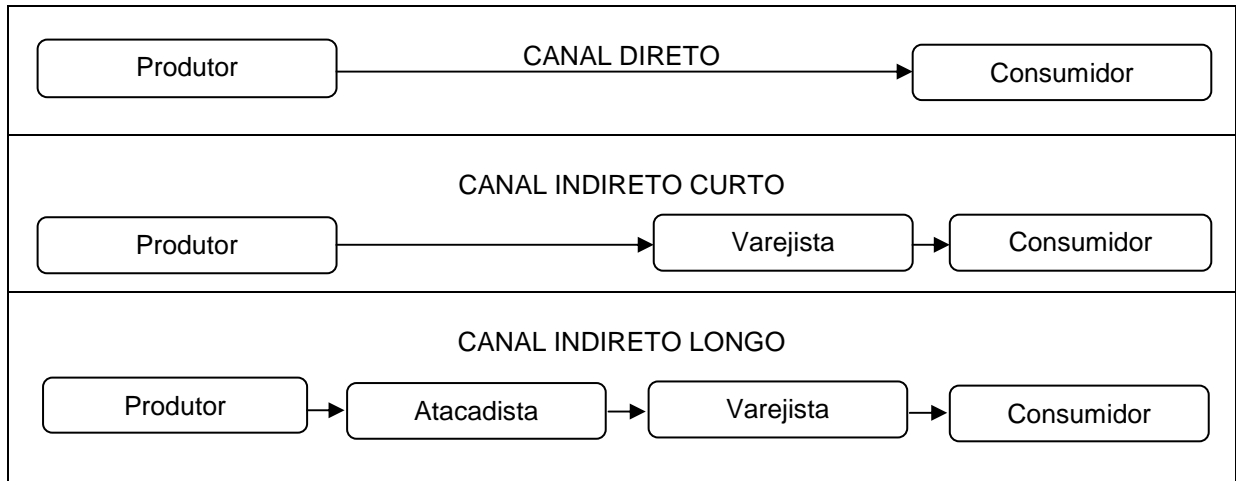 CANAL DIRETO
Produtor
Consumidor
CANAL INDIRETO CURTO
Produtor
Varejista
Consumidor
CANAL INDIRETO LONGO
Produtor
Atacadista
Varejista
Consumidor